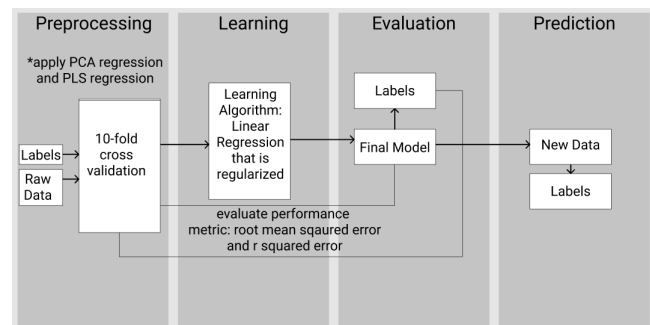 Preprocessing
*apply PCA regression
and PLS regression
Labels
Raw
Data
10-fold
cross
validation
Learning
Learning
Algorithm:
Linear
Regression
that is
regularized
evaluate performance
metric: root mean sqaured error
and r squared error
Evaluation
Labels
Final Model
Prediction
New Data
Labels